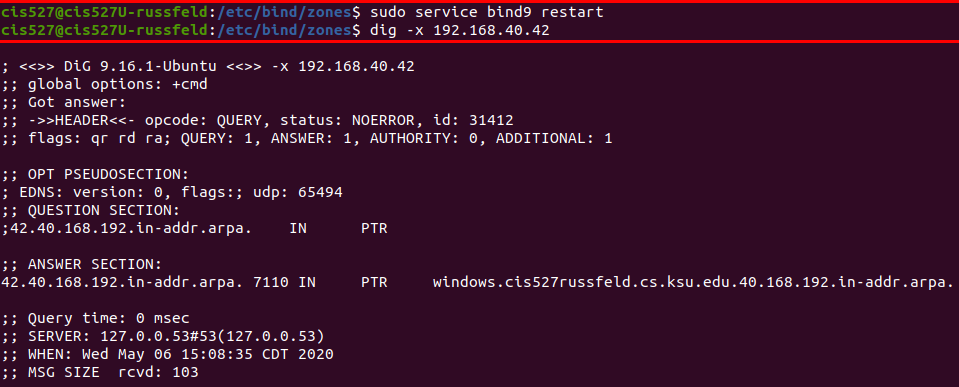 cis527@cis527U-russfeld:/etc/bind/zones$ sudo service bind9 restart
cis527@cis527U-russfeld:/etc/bind/zones$ dig -x 192.168.40.42
; <<>> DiG 9.16.1-Ubuntu <<>> -x 192.168.40.42
;; global options: +cmd
;; Got answer:
;; ->>HEADER<<- opcode: QUERY, status: NOERROR, id: 31412
;; flags: qr rd ra; QUERY: 1, ANSWER: 1, AUTHORITY: 0, ADDITIONAL: 1
;; OPT PSEUDOSECTION:
; EDNS: version: 0, flags:; udp: 65494
;; QUESTION SECTION:
;42.40.168.192.in-addr.arpa. IN PTR
;; ANSWER SECTION:
42.40.168.192.in-addr.arpa. 7110 IN PTR windows.cis527russfeld.cs.ksu.edu.40.168.192.in-addr.arpa.
;; Query time: 0 msec
;; SERVER: 127.0.0.53#53(127.0.0.53)
;; WHEN: Wed May 06 15:08:35 CDT 2020
;; MSG SIZE rcvd: 103